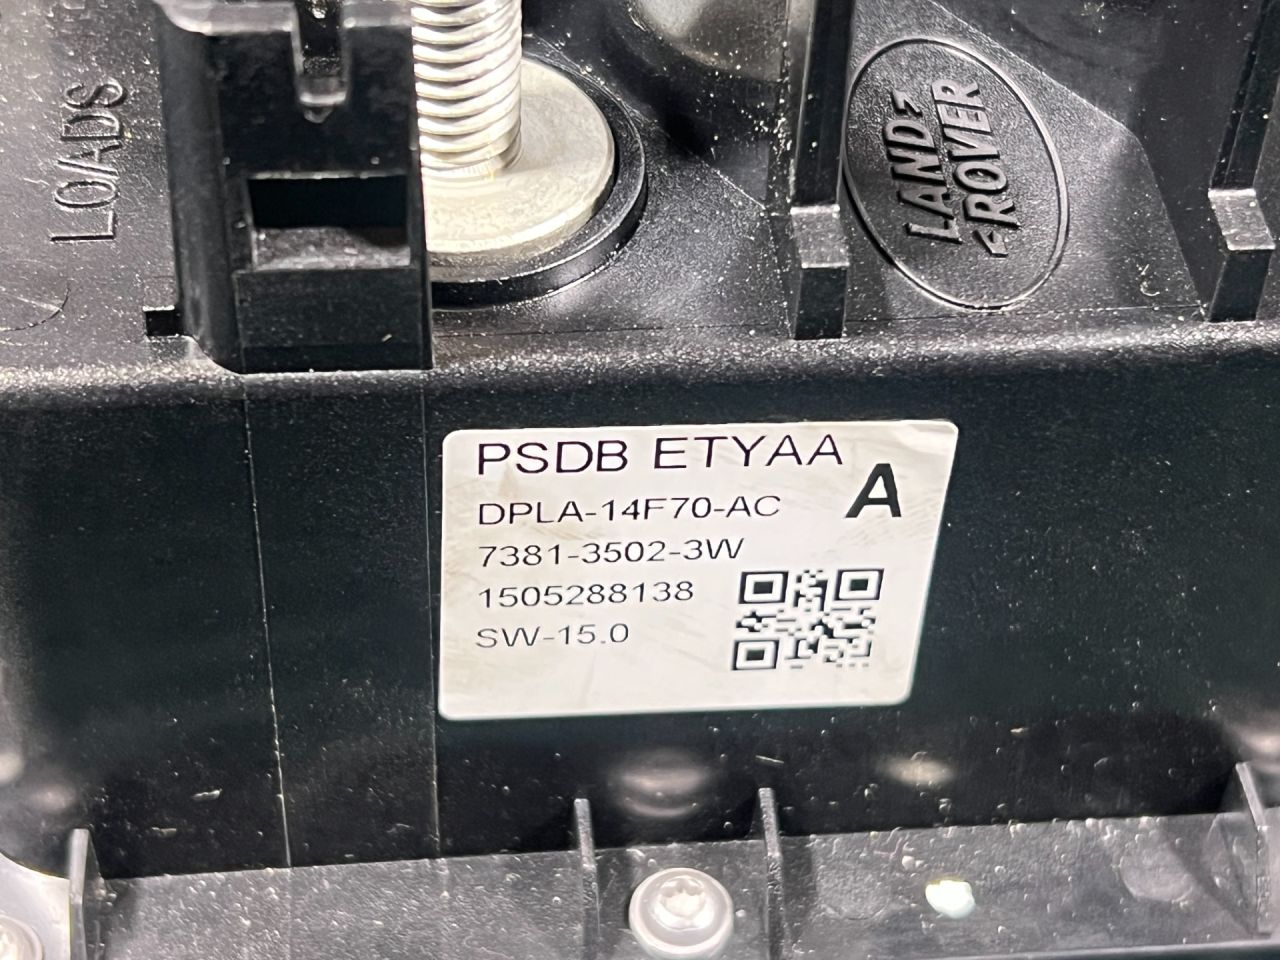 LOADS
LAND
ROVER
PSDB ETYAA
A
DPLA-14F70-AC
7381-3502-3W
1505288138
SW-15.0